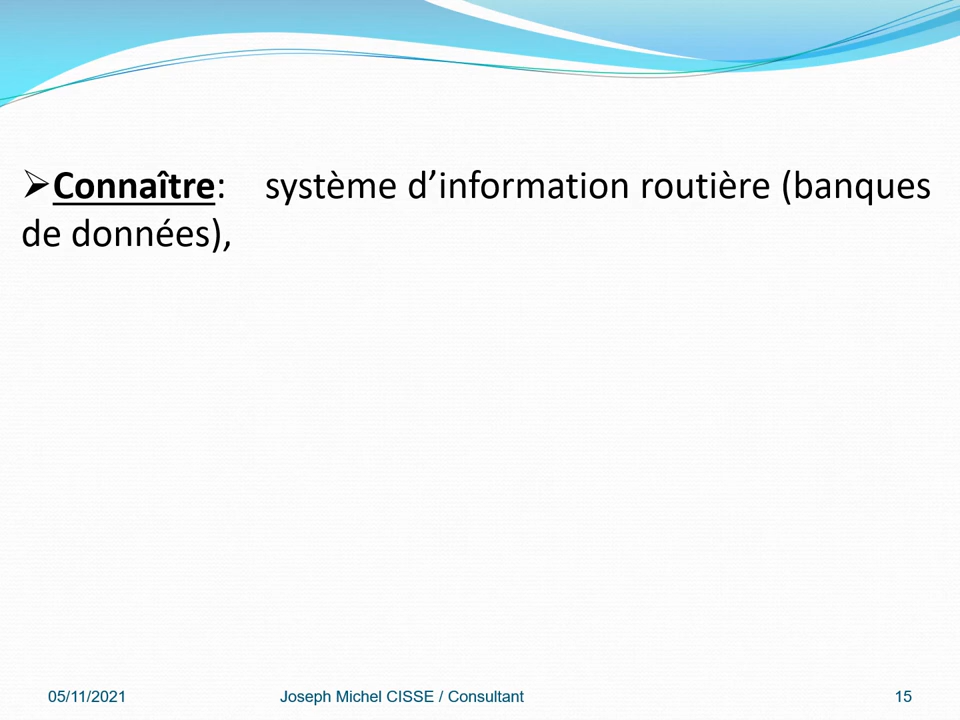 ➢Connaître: système d’information routière (banques
de données),
05/11/2021 Joseph Michel CISSE / Consultant 15